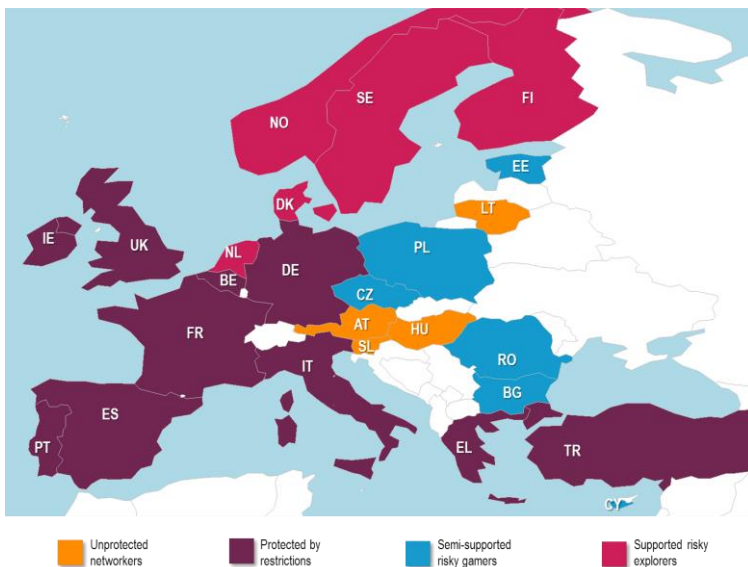 SE
FI
NO
EE
DK
LT
IE
UK
NL
PL
BE
DE
CZ
AT
HU
FR
SL
RO
IT
BG
ES
PT
EL
TR
CY
Unprotected
networkers
Protected by
restrictions
Semi-supported
risky gamers
Supported risky
explorers